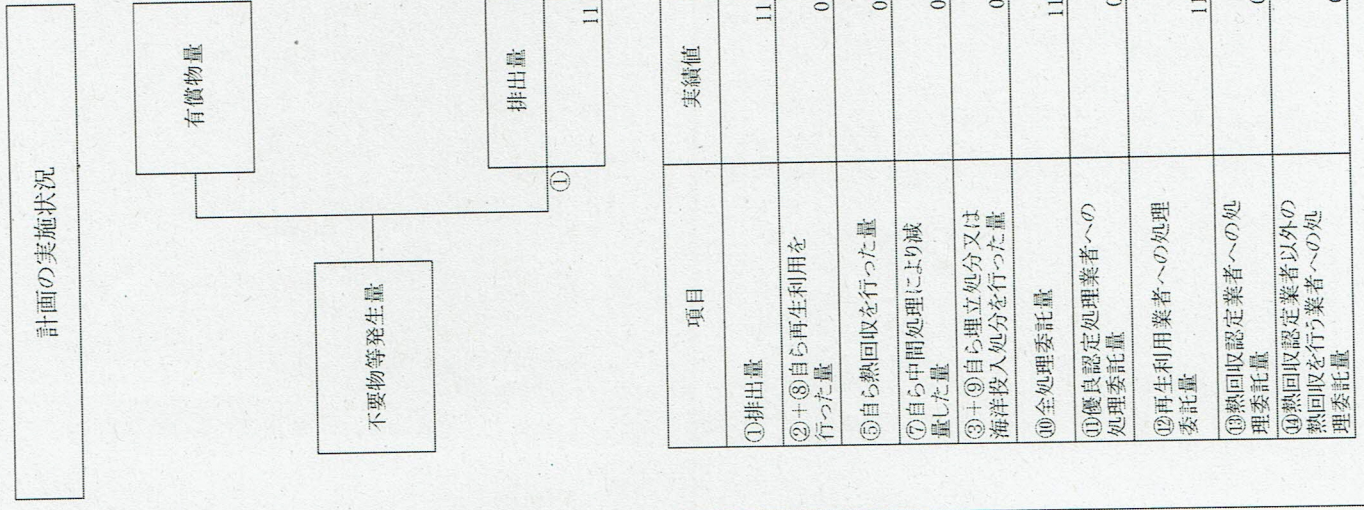 計画の実施状況
有償物量
不要物等発生量
排出量
①
11
項目
実績値
①排出量
11
②+⑧自ら再生利用を
行った量
0
⑤自ら熱回収を行った量
0
⑦自ら中間処理により減
量した量
0
③+⑨自ら埋立処分又は
海洋投入処分を行った量
0
⑩全処理委託量
11
⑪優良認定処理業者への
処理委託量
0
⑫再生利用業者への処理
委託量
11
⑬熱回収認定業者への処
理委託量
0
⑭熱回収認定業者以外の
熱回収を行う業者への処
理委託量
0